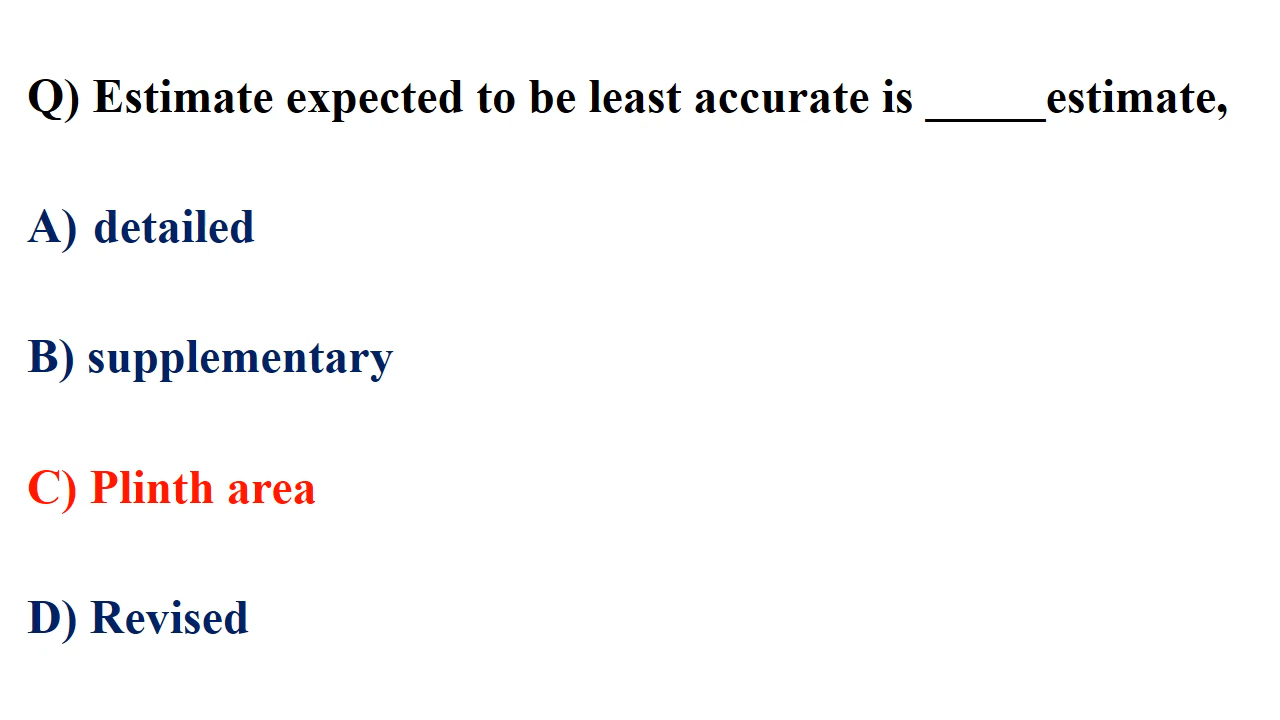 Q) Estimate expected to be least accurate is _____estimate,
A) detailed
B) supplementary
C) Plinth area
D) Revised